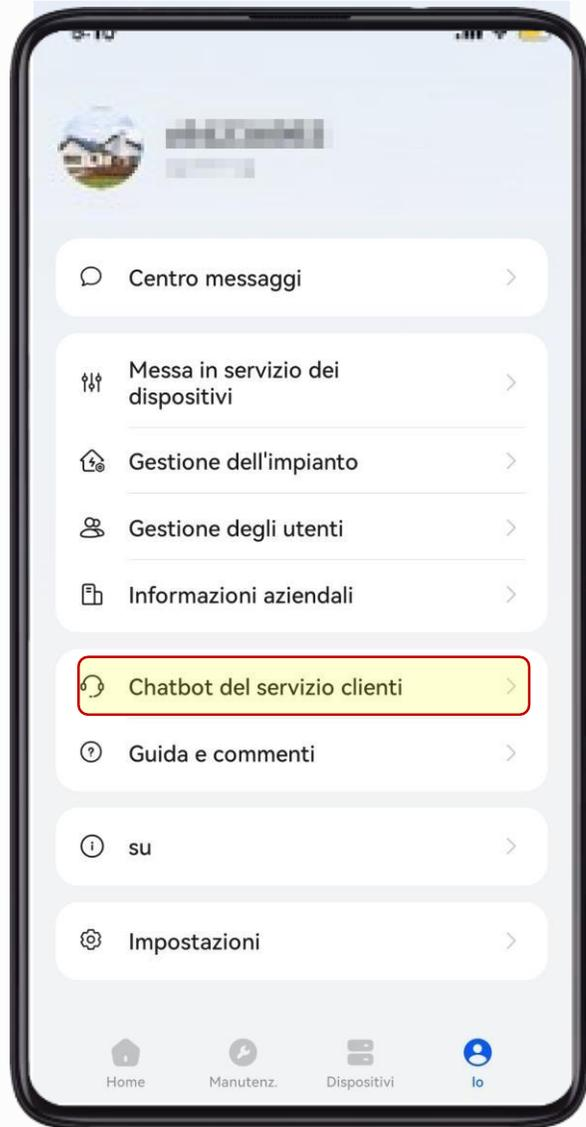 Centro messaggi
Messa in servizio dei
dispositivi
Gestione dell'impianto
Gestione degli utenti
Informazioni aziendali
Chatbot del servizio clienti
Guida e commenti
su
Impostazioni
Home
Manutenz.
Dispositivi
Io